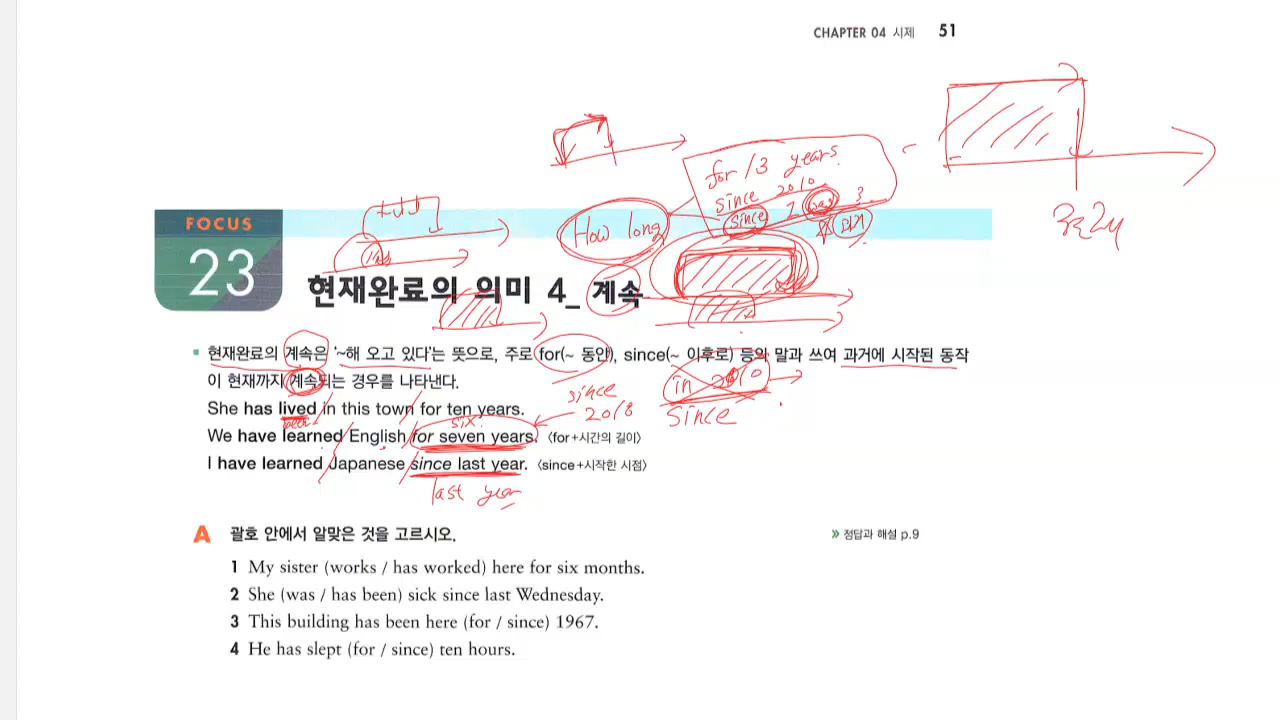 CHAPTER 04 시제 51
for 13 years
since 2010
How long since I was
과거
FOCUS
23
현재완료의 의미 4_ 계속
현재완료의 계속은 '~해 오고 있다'는 뜻으로, 주로 for(~ 동안), since(~ 이후로) 등의 말과 쓰여 과거에 시작된 동작
이 현재까지 계속되는 경우를 나타낸다.
in 2010
since
2018
since
She has lived in this town for ten years.
been
six
We have learned English for seven years. 〈for+시간의 길이〉
I have learned Japanese since last year. 〈since+시작한 시점〉
last year
A 괄호 안에서 알맞은 것을 고르시오.
» 정답과 해설 p.9
1 My sister (works / has worked) here for six months.
2 She (was / has been) sick since last Wednesday.
3 This building has been here (for / since) 1967.
4 He has slept (for / since) ten hours.